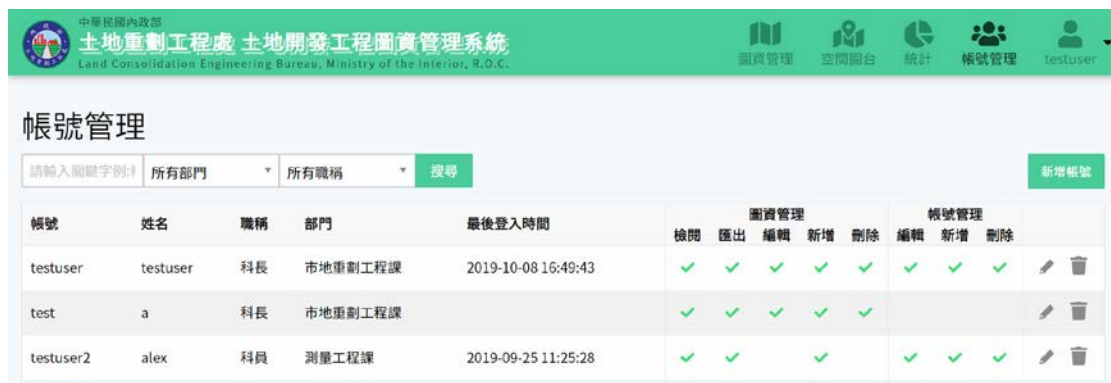 中華民國內政部
土地重劃工程處 土地開發工程圖資管理系統
Land Consolidation Engineering Bureau, Ministry of the Interior, R.O.C.
圖資管理 空間圖台 統計 帳號管理 testuser
帳號管理
請輸入關鍵字例: 所有部門 所有職稱 搜尋 新增帳號
圖資管理 帳號管理
帳號 姓名 職稱 部門 最後登入時間 檢閱 匯出 編輯 新增 刪除 編輯 新增 刪除
testuser testuser 科長 市地重劃工程課 2019-10-08 16:49:43
test a 科長 市地重劃工程課
testuser2 alex 科員 測量工程課 2019-09-25 11:25:28